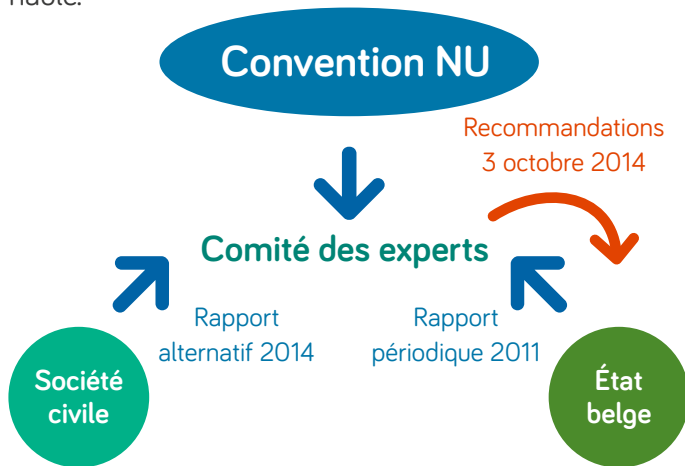 nable.
Convention NU
Recommandations
3 octobre 2014
Comité des experts
Rapport
alternatif 2014
Rapport
périodique 2011
Société
civile
État
belge